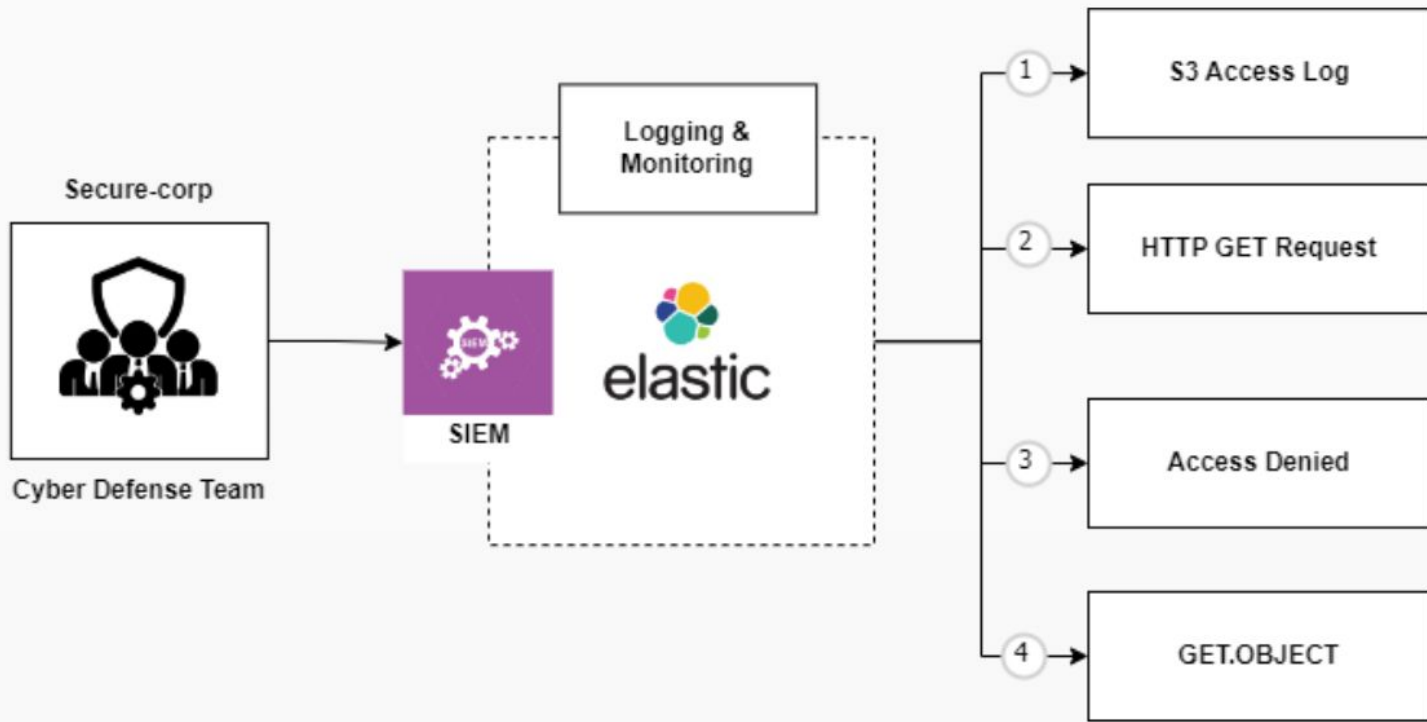 Secure-corp
Cyber Defense Team
SIEM
SIEM
Logging &
Monitoring
elastic
1
S3 Access Log
2
HTTP GET Request
3
Access Denied
4
GET.OBJECT